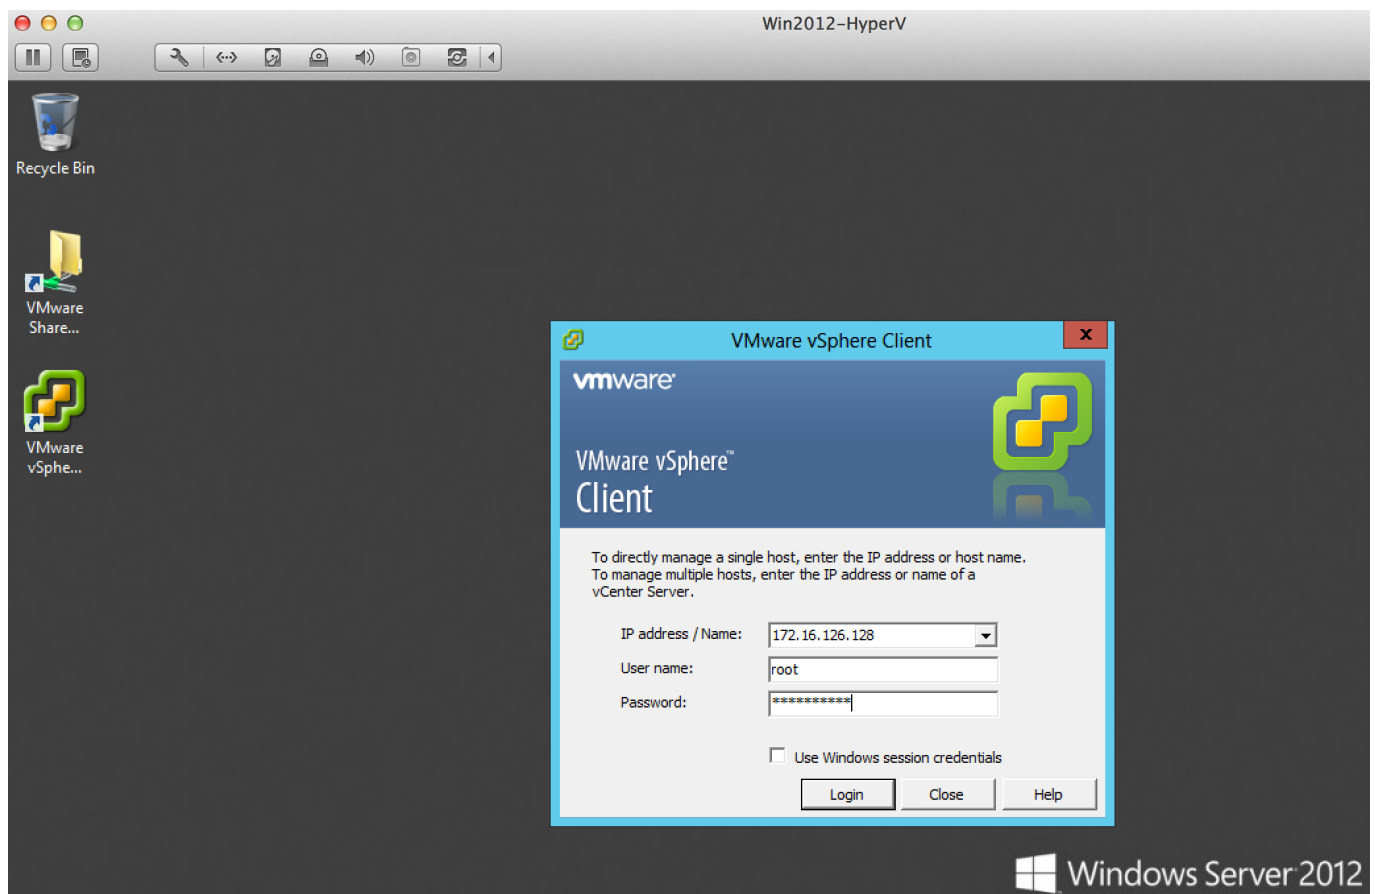 Win2012-HyperV
Recycle Bin
VMware
Share...
VMware
vSphe...
VMware vSphere Client
x
vmware
VMware vSphere™
Client
To directly manage a single host, enter the IP address or host name.
To manage multiple hosts, enter the IP address or name of a
vCenter Server.
IP address / Name: 172.16.126.128
User name: root
Password: **********
Use Windows session credentials
Login Close Help
Windows Server 2012